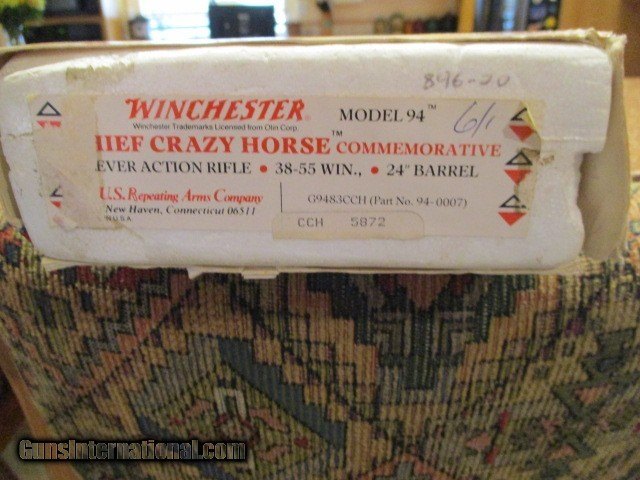 896-20
WINCHESTER® MODEL 94™ 6/1
Winchester Trademarks Licensed from Olin Corp.
HIEF CRAZY HORSE™ COMMEMORATIVE
EVER ACTION RIFLE • 38-55 WIN., • 24" BARREL
U.S. Repeating Arms Company G9483CCH (Part No. 94-0007)
New Haven, Connecticut 06511
U.S.A.
CCH 5872
GunsInternational.com